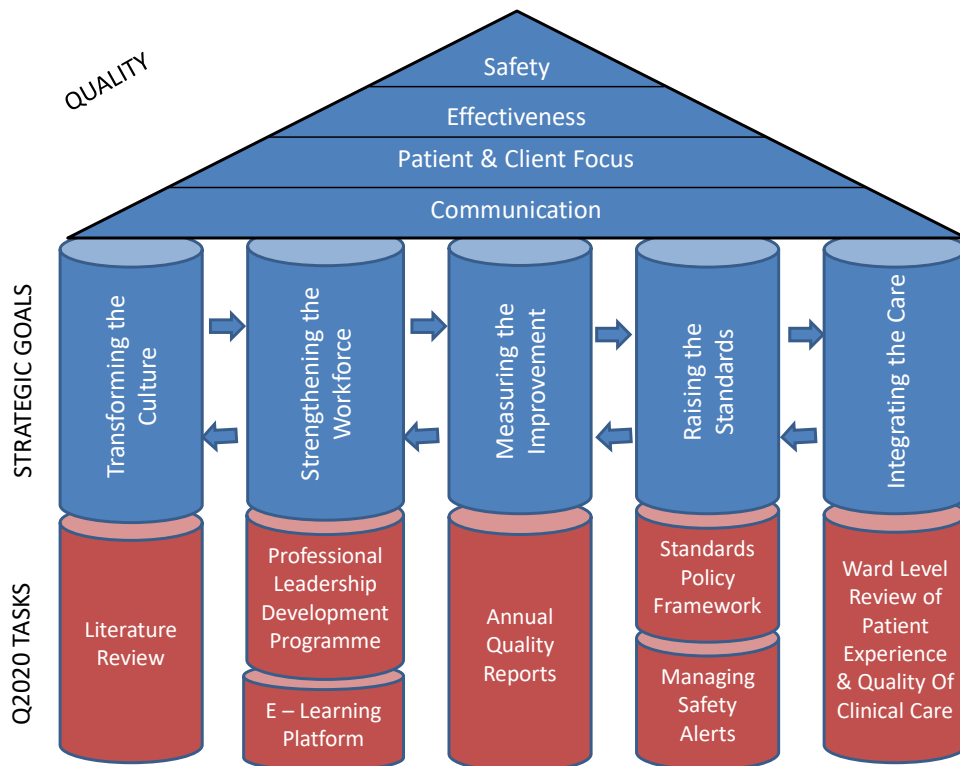 QUALITY
Safety
Effectiveness
Patient & Client Focus
Communication
STRATEGIC GOALS
Transforming the
Culture
Strengthening the
Workforce
Measuring the
Improvement
Raising the
Standards
Integrating the Care
Q2020 TASKS
Literature
Review
Professional
Leadership
Development
Programme
E – Learning
Platform
Annual
Quality
Reports
Standards
Policy
Framework
Managing
Safety
Alerts
Ward Level
Review of
Patient
Experience
& Quality Of
Clinical Care